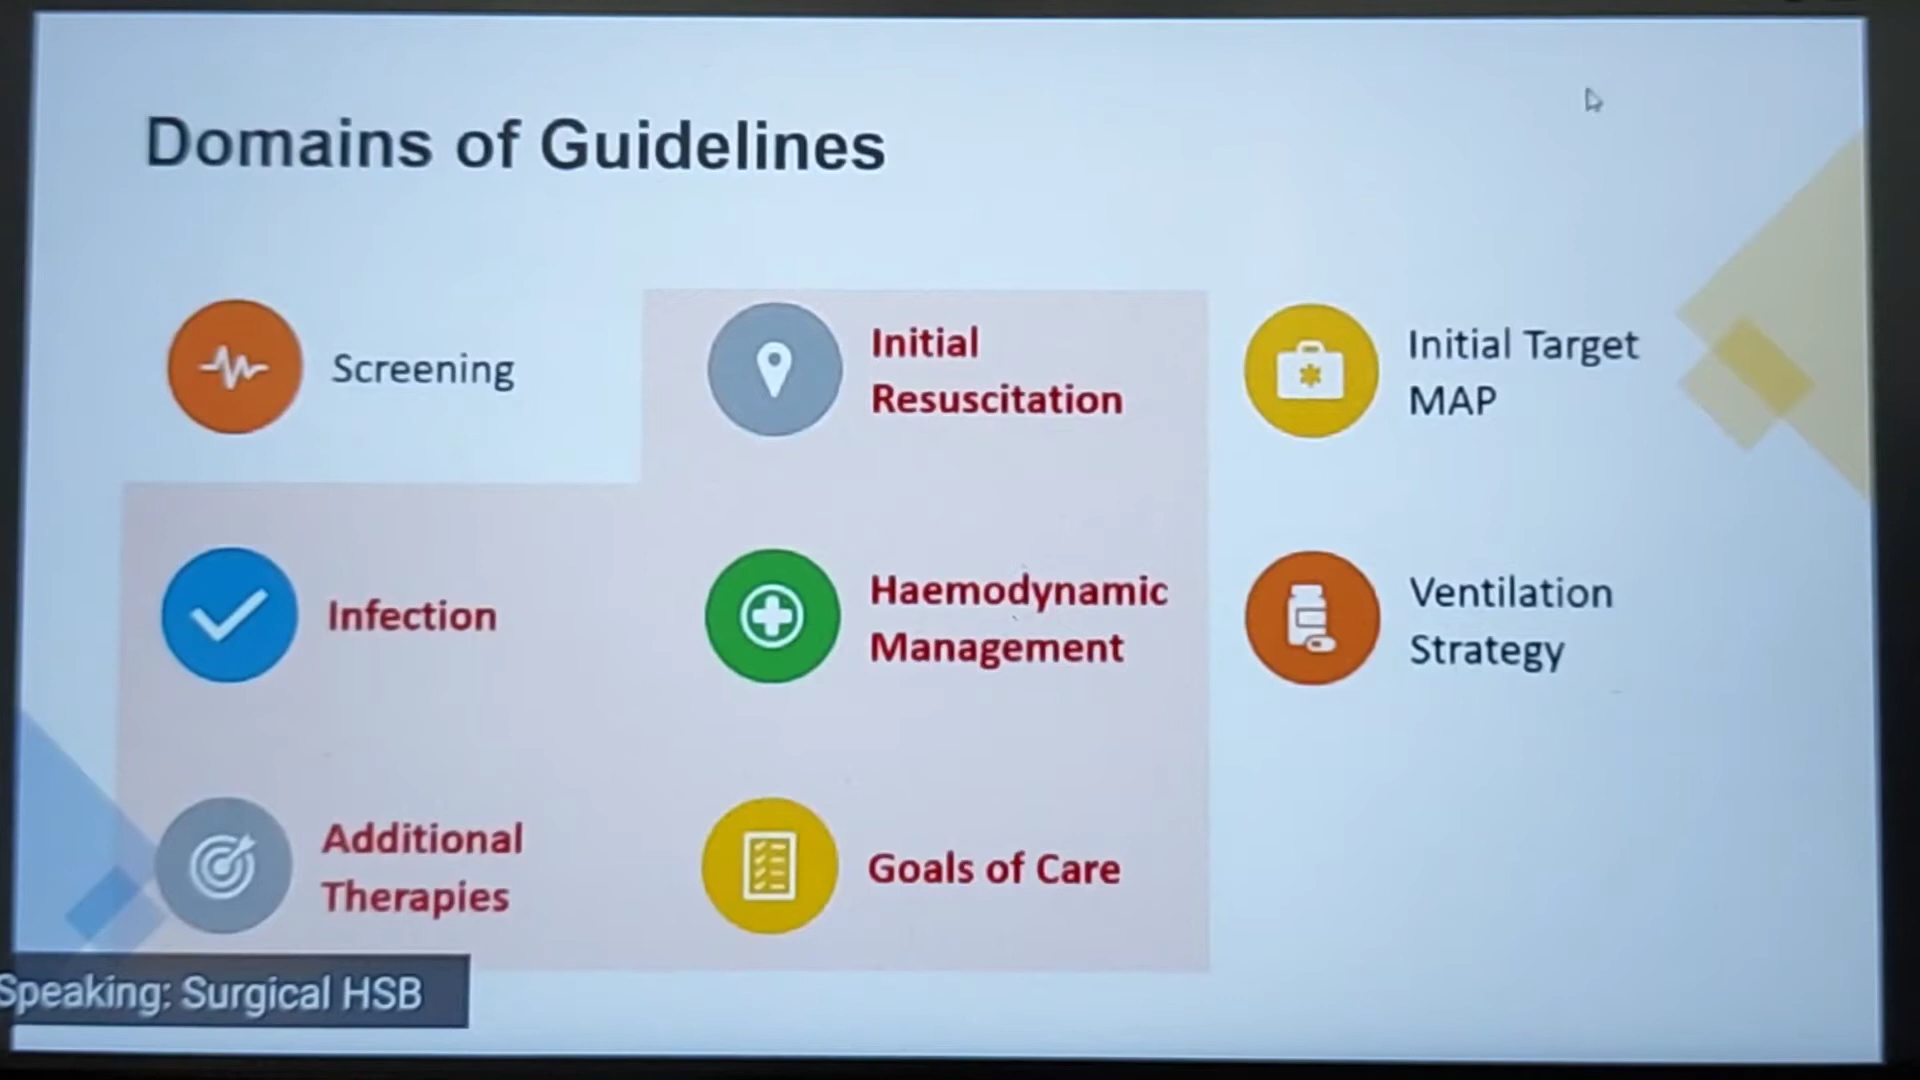 Domains of Guidelines
Screening
Initial
Resuscitation
Initial Target
MAP
Infection
Haemodynamic
Management
Ventilation
Strategy
Additional
Therapies
Goals of Care
Speaking: Surgical HSB